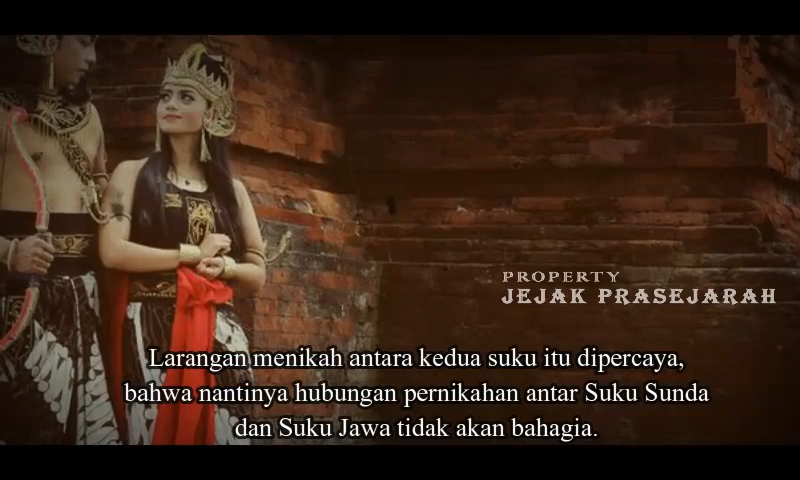 PROPERTY
JEJAK PRASEJARAH
Larangan menikah antara kedua suku itu dipercaya,
bahwa nantinya hubungan pernikahan antar Suku Sunda
dan Suku Jawa tidak akan bahagia.